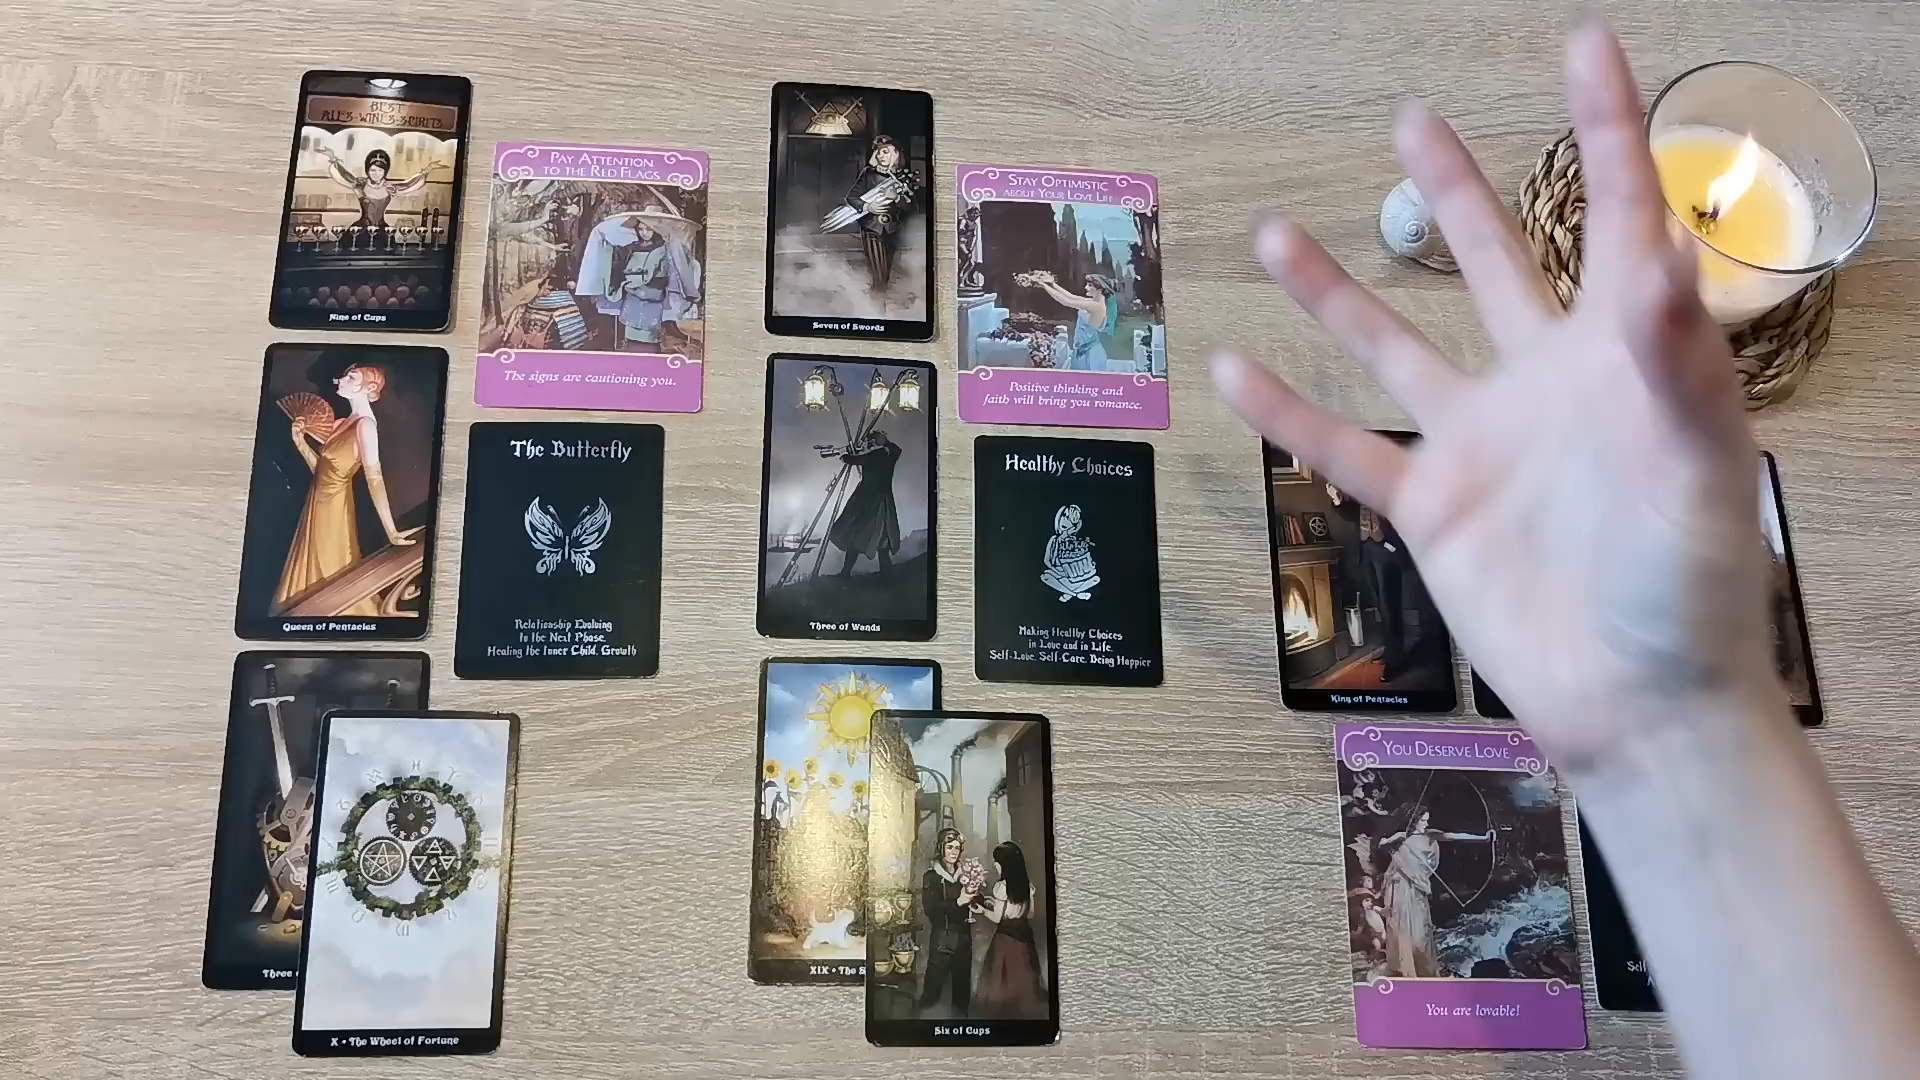 BEST
ALES·WINES·SPIRITS
Nine of Cups
PAY ATTENTION
TO THE RED FLAGS
The signs are cautioning you.
Queen of Pentacles
The Butterfly
Relationship Evolving
to the Next Phase,
Healing the Inner Child, Growth
Three
X • The Wheel of Fortune
Seven of Swords
STAY OPTIMISTIC
ABOUT YOUR LOVE LIFE
Positive thinking and
faith will bring you romance.
Three of Wands
Healthy Choices
Making Healthy Choices
in Love and in Life,
Self-Love, Self-Care, Being Happier
XIX • The S
Six of Cups
King of Pentacles
YOU DESERVE LOVE
You are lovable!
Self